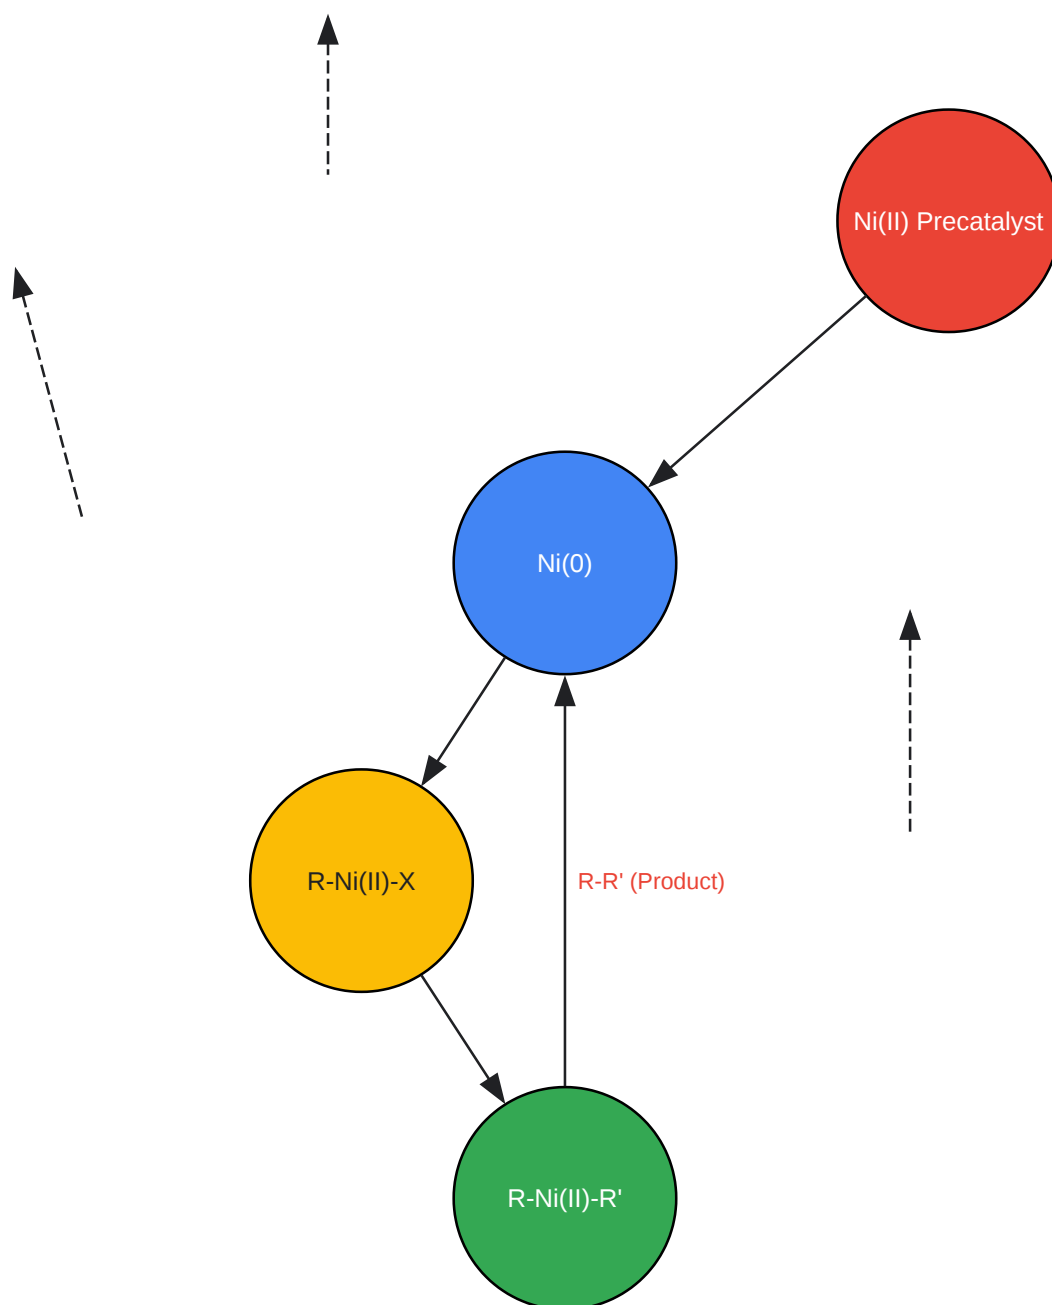 Ni(II) Precatalyst
Ni(0)
R-Ni(II)-X
R-R' (Product)
R-Ni(II)-R'